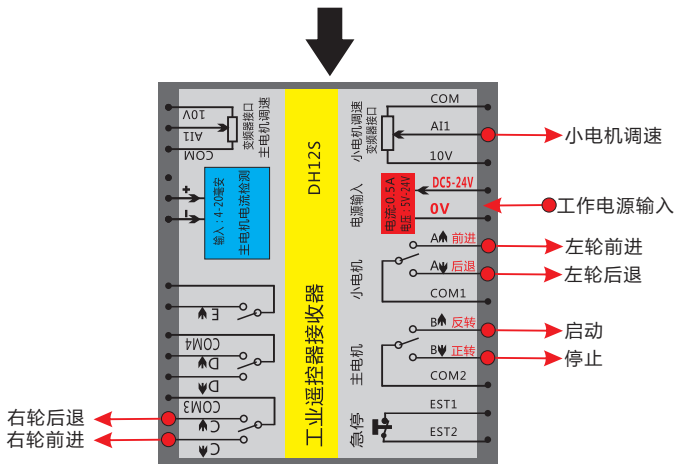 10V
AI1
COM
变频器接口
主电机调速
+
-
输入：4-20毫安
主电机电流检测
E
COM4
D
D
COM3
C
C
右轮后退
右轮前进
DH12S
工业遥控器接收器
小电机调速
变频器接口
COM
AI1
10V
小电机调速
电源输入
电流:0.5A
电压：5V-24V
DC5-24V
0V
工作电源输入
小电机
A 前进
左轮前进
A 后退
左轮后退
COM1
主电机
B 反转
启动
B 正转
停止
COM2
急停
EST1
EST2